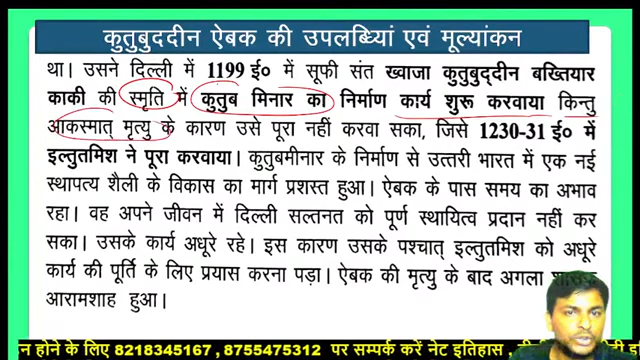 कुतुबुददीन ऐबक की उपलब्धियां एवं मूल्यांकन
था। उसने दिल्ली में 1199 ई० में सूफी संत ख्वाजा कुतुबुद्दीन बख्तियार
काकी की स्मृति में कुतुब मिनार का निर्माण कार्य शुरू करवाया किन्तु
आकस्मात् मृत्यु के कारण उसे पूरा नहीं करवा सका, जिसे 1230-31 ई० में
इल्तुतमिश ने पूरा करवाया। कुतुबमीनार के निर्माण से उत्तरी भारत में एक नई
स्थापत्य शैली के विकास का मार्ग प्रशस्त हुआ। ऐबक के पास समय का अभाव
रहा। वह अपने जीवन में दिल्ली सल्तनत को पूर्ण स्थायित्व प्रदान नहीं कर
सका। उसके कार्य अधूरे रहे। इस कारण उसके पश्चात् इल्तुतमिश को अधूरे
कार्य की पूर्ति के लिए प्रयास करना पड़ा। ऐबक की मृत्यु के बाद अगला
आरामशाह हुआ।
होने के लिए 8218345167 , 8755475312 पर सम्पर्क करें नेट इतिहास ,